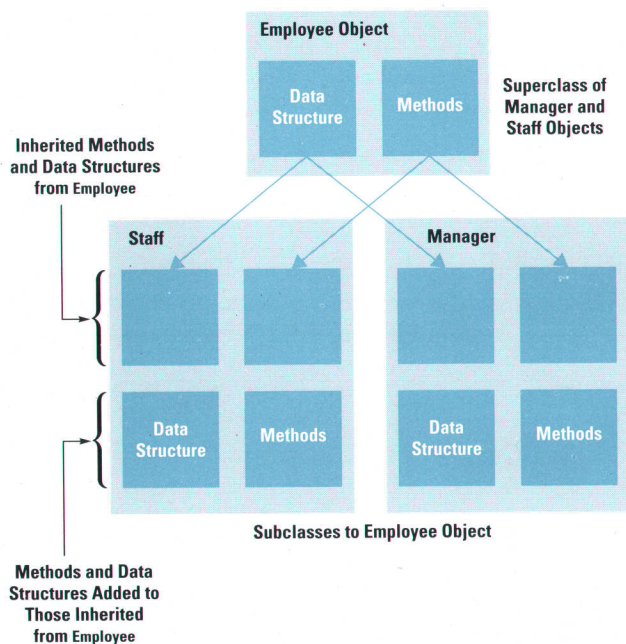 Employee Object
Data
Structure
Methods
Superclass of
Manager and
Staff Objects
Inherited Methods
and Data Structures
from Employee
Staff
Manager
Data
Structure
Methods
Data
Structure
Methods
Subclasses to Employee Object
Methods and Data
Structures Added to
Those Inherited
from Employee